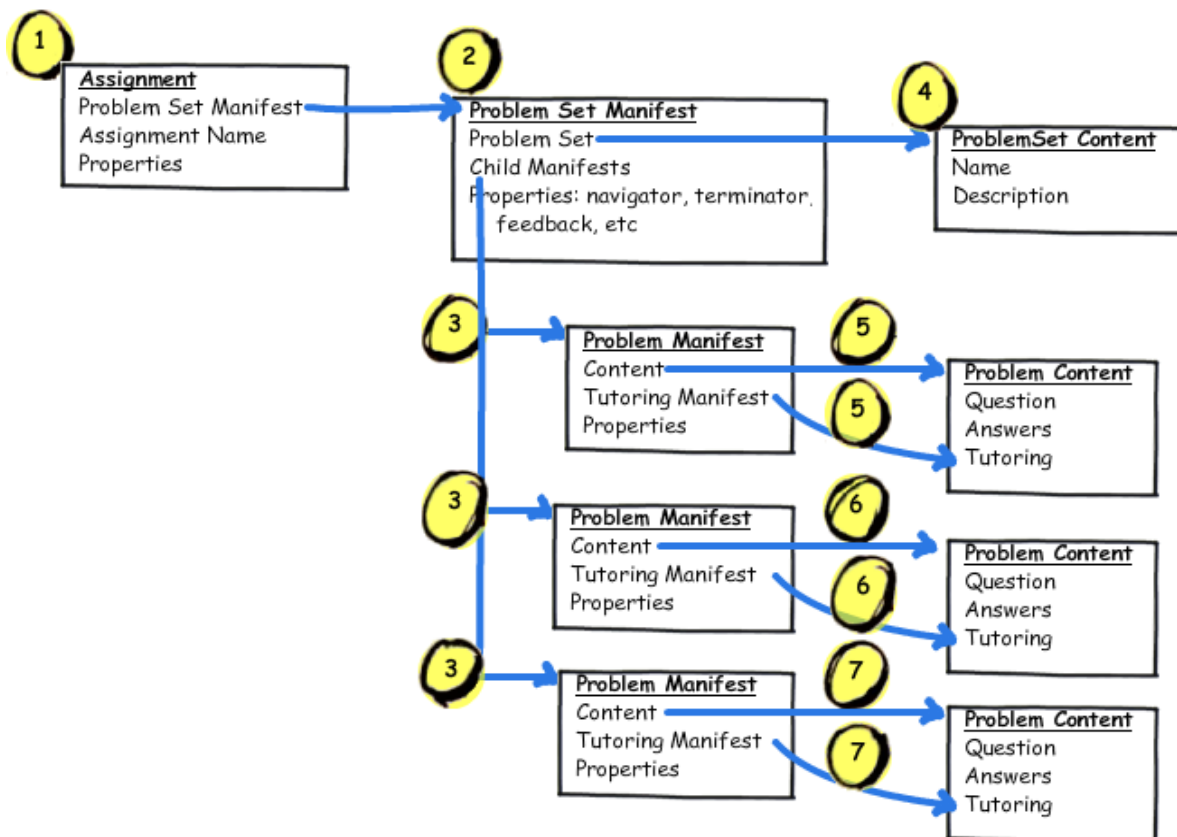 1
Assignment
Problem Set Manifest
Assignment Name
Properties
2
Problem Set Manifest
Problem Set
Child Manifests
Properties: navigator, terminator,
feedback, etc
4
ProblemSet Content
Name
Description
3
Problem Manifest
Content
Tutoring Manifest
Properties
5
5
Problem Content
Question
Answers
Tutoring
3
Problem Manifest
Content
Tutoring Manifest
Properties
6
6
Problem Content
Question
Answers
Tutoring
3
Problem Manifest
Content
Tutoring Manifest
Properties
7
7
Problem Content
Question
Answers
Tutoring